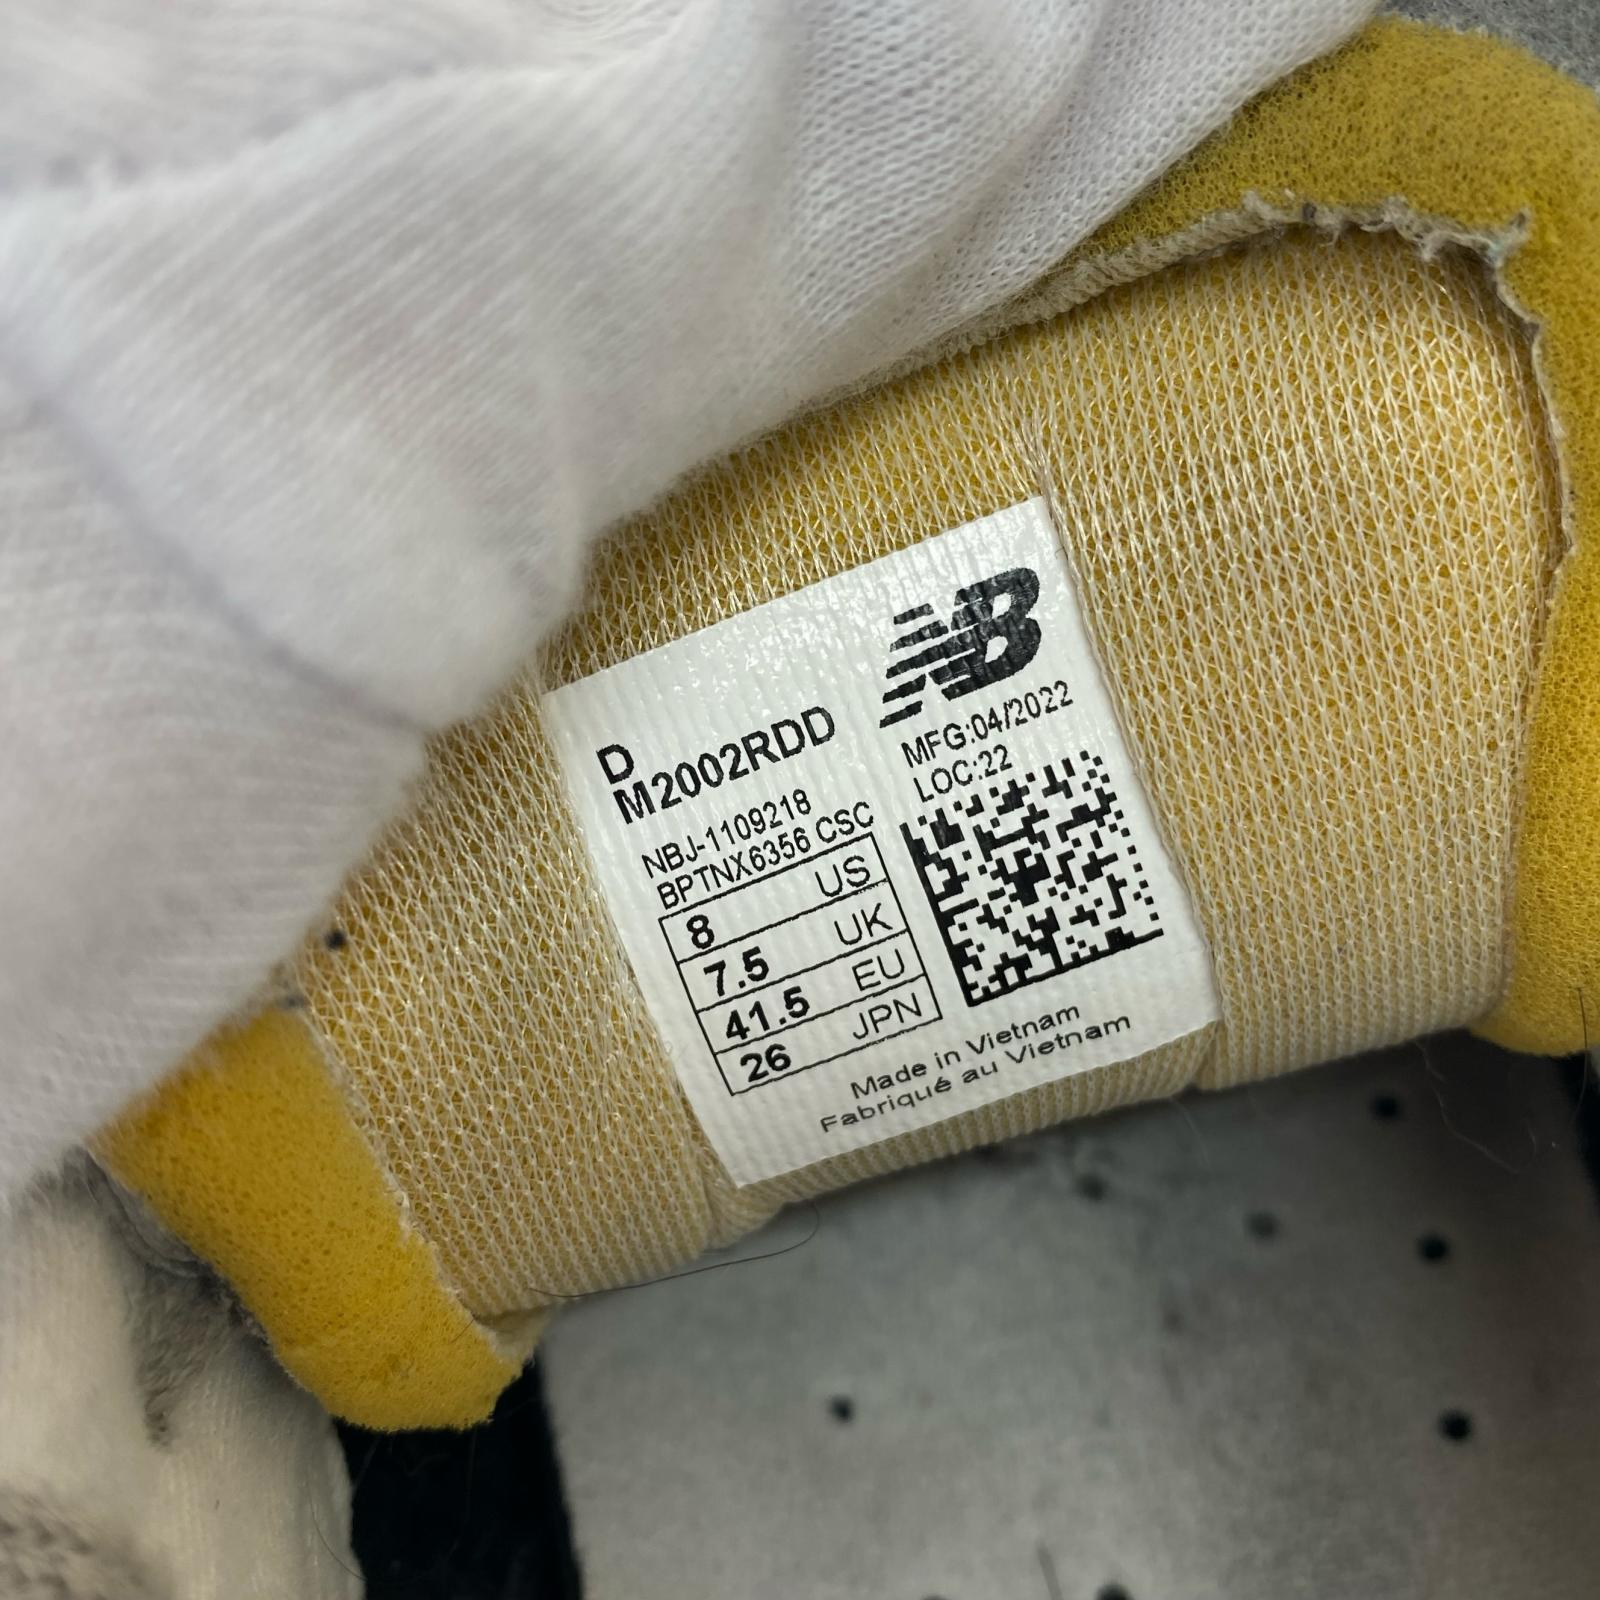 NB
D
M2002RDD
NBJ-1109218
BPTNX6356 CSC
8 US
7.5 UK
41.5 EU
26 JPN
MFG:04/2022
LOC:22
Made in Vietnam
Fabriqué au Vietnam